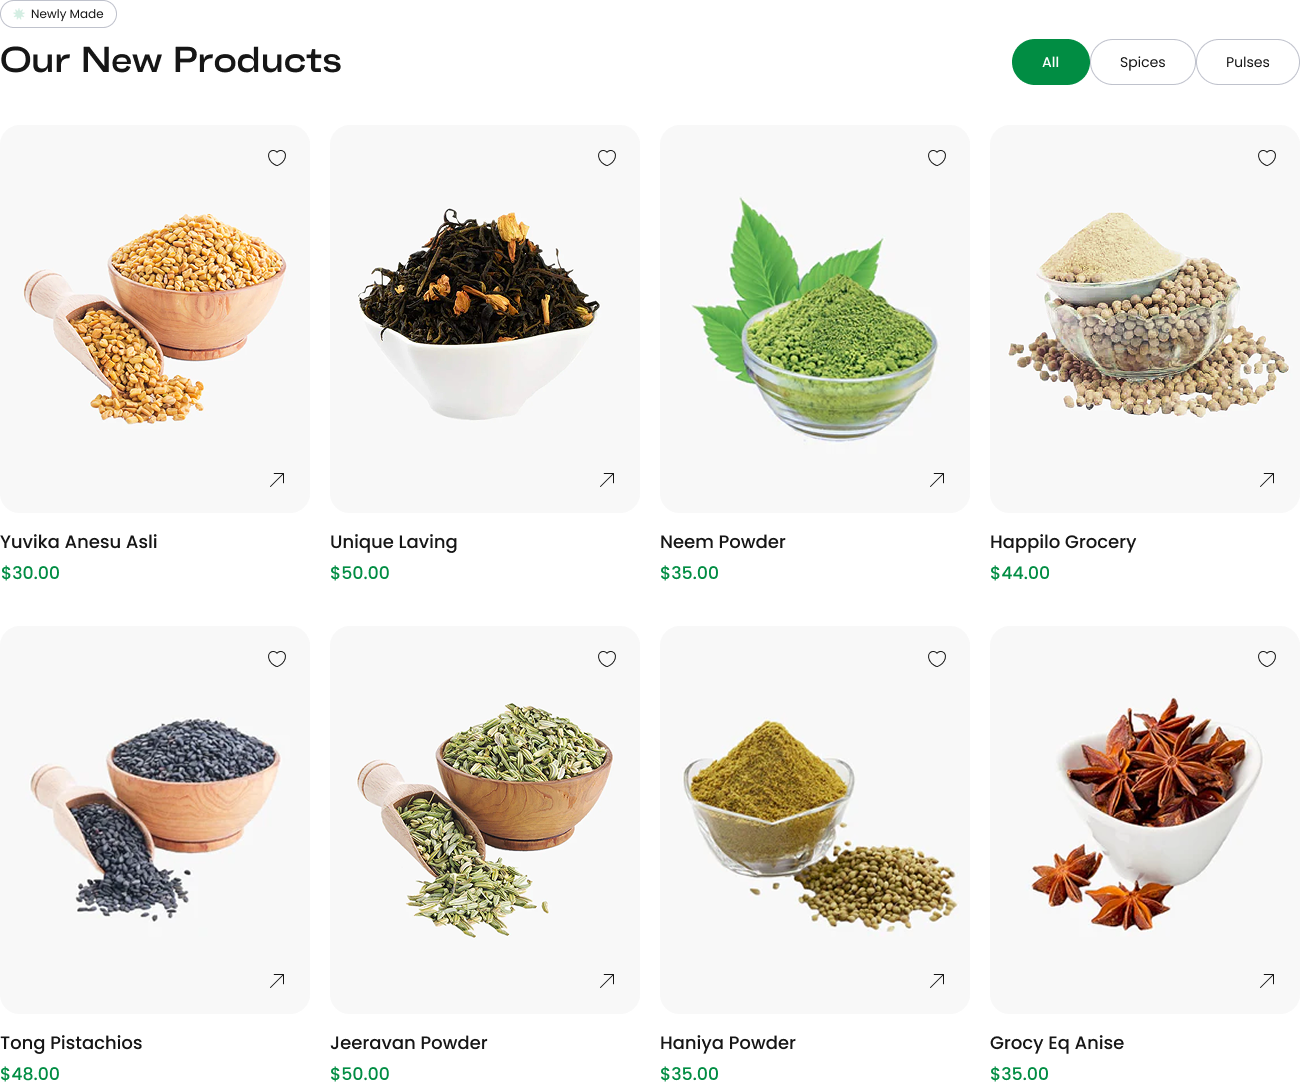 Newly Made
Our New Products
All
Spices
Pulses
Yuvika Anesu Asli
$30.00
Unique Laving
$50.00
Neem Powder
$35.00
Happilo Grocery
$44.00
Tong Pistachios
$48.00
Jeeravan Powder
$50.00
Haniya Powder
$35.00
Grocy Eq Anise
$35.00